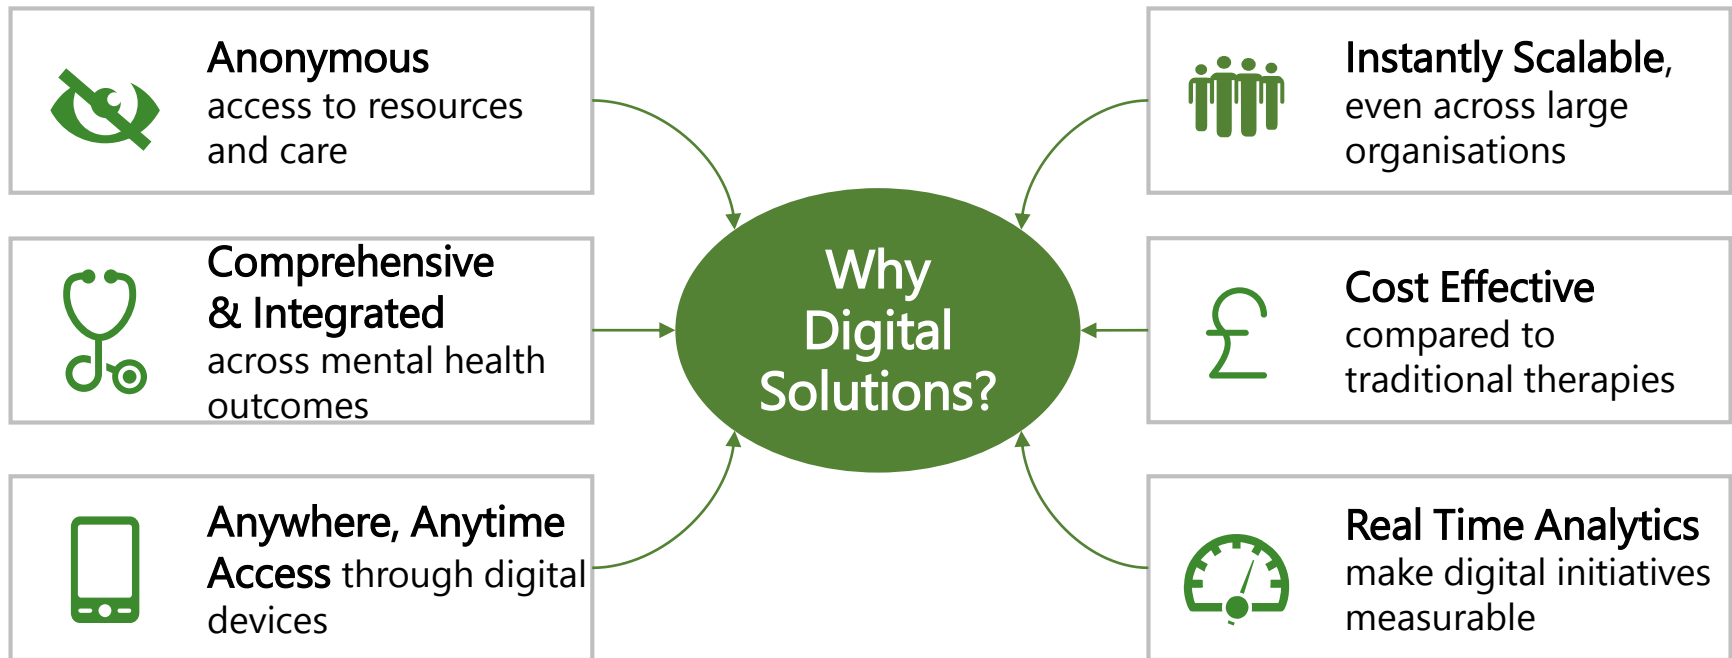 Anonymous
access to resources
and care
Comprehensive
& Integrated
across mental health
outcomes
Anywhere, Anytime
Access through digital
devices
Why
Digital
Solutions?
Instantly Scalable,
even across large
organisations
£
Cost Effective
compared to
traditional therapies
Real Time Analytics
make digital initiatives
measurable